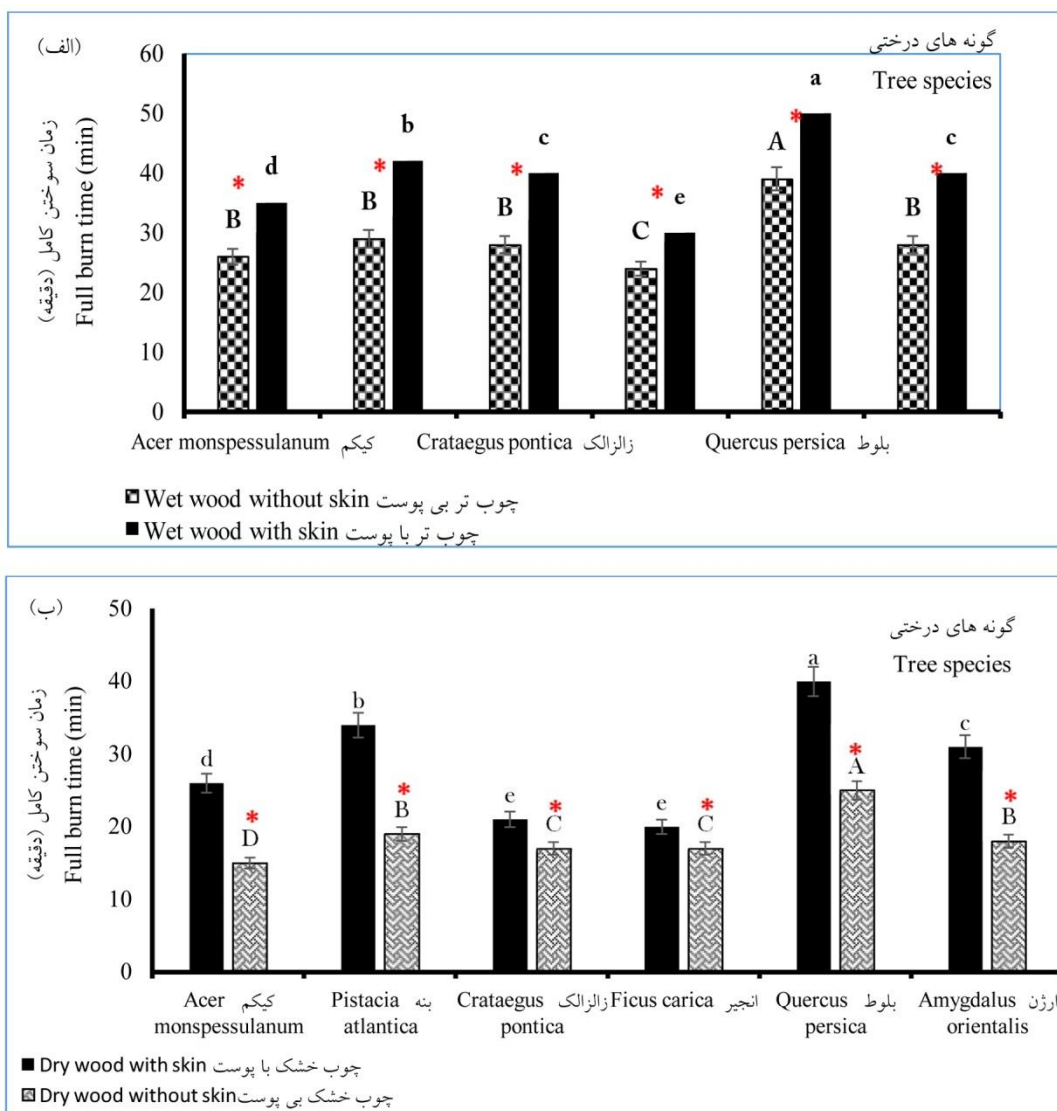 (الف)
گونه های درختی
Tree species
زمان سوختن کامل (دقیقه)
Full burn time (min)
60
50
40
30
20
10
0
B
*
d
B
*
b
B
*
c
C
*
e
A
*
a
B
*
c
Acer monspessulanum کیکم
Crataegus pontica زالزالک
Quercus persica بلوط
Wet wood without skin چوب تر بی پوست
Wet wood with skin چوب تر با پوست
(ب)
گونه های درختی
Tree species
زمان سوختن کامل (دقیقه)
Full burn time (min)
50
40
30
20
10
0
d
*
D
b
*
B
e
*
C
e
*
C
a
*
A
c
*
B
Acer کیکم
monspessulanum
Pistacia بنه
atlantica
Crataegus زالزالک
pontica
Ficus carica انجیر
Quercus بلوط
persica
Amygdalus ارژن
orientalis
Dry wood with skin چوب خشک با پوست
Dry wood without skin چوب خشک بی پوست